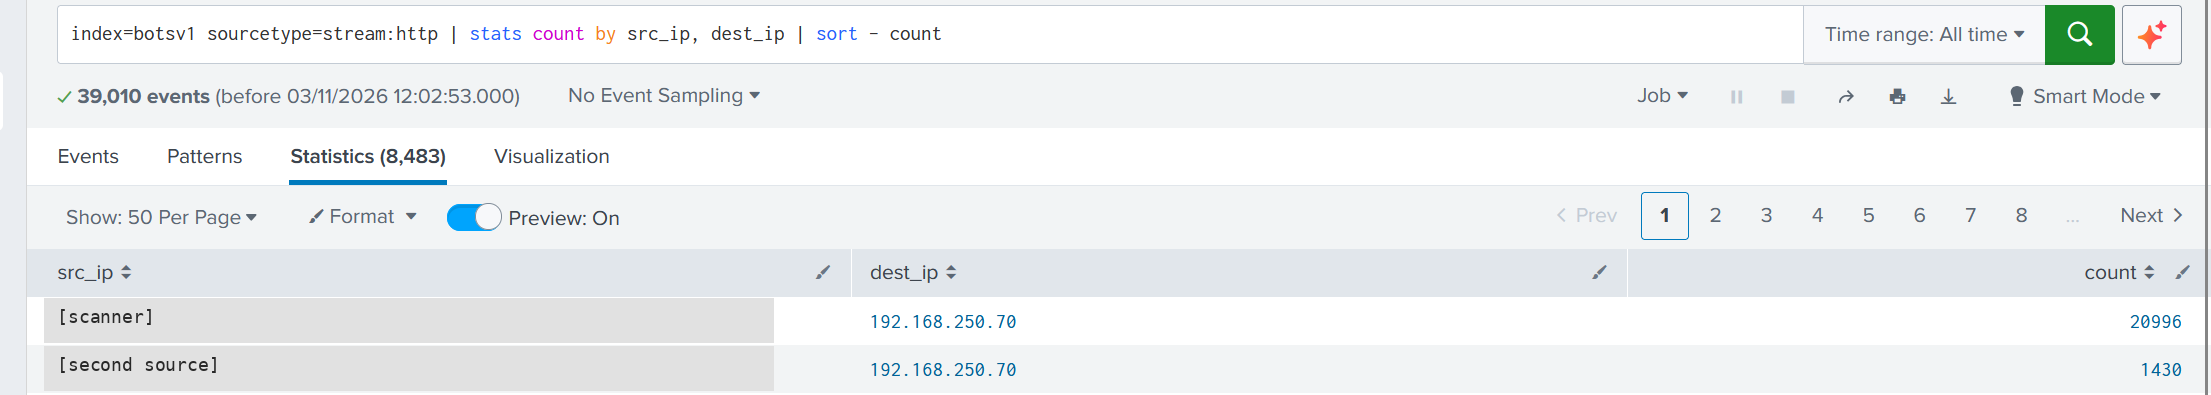 index=botsv1 sourcetype=stream:http | stats count by src_ip, dest_ip | sort - count
Time range: All time
39,010 events (before 03/11/2026 12:02:53.000)
No Event Sampling
Job
Smart Mode
Events
Patterns
Statistics (8,483)
Visualization
Show: 50 Per Page
Format
Preview: On
Prev
1
2
3
4
5
6
7
8
...
Next
src_ip
dest_ip
count
[scanner]
192.168.250.70
20996
[second source]
192.168.250.70
1430